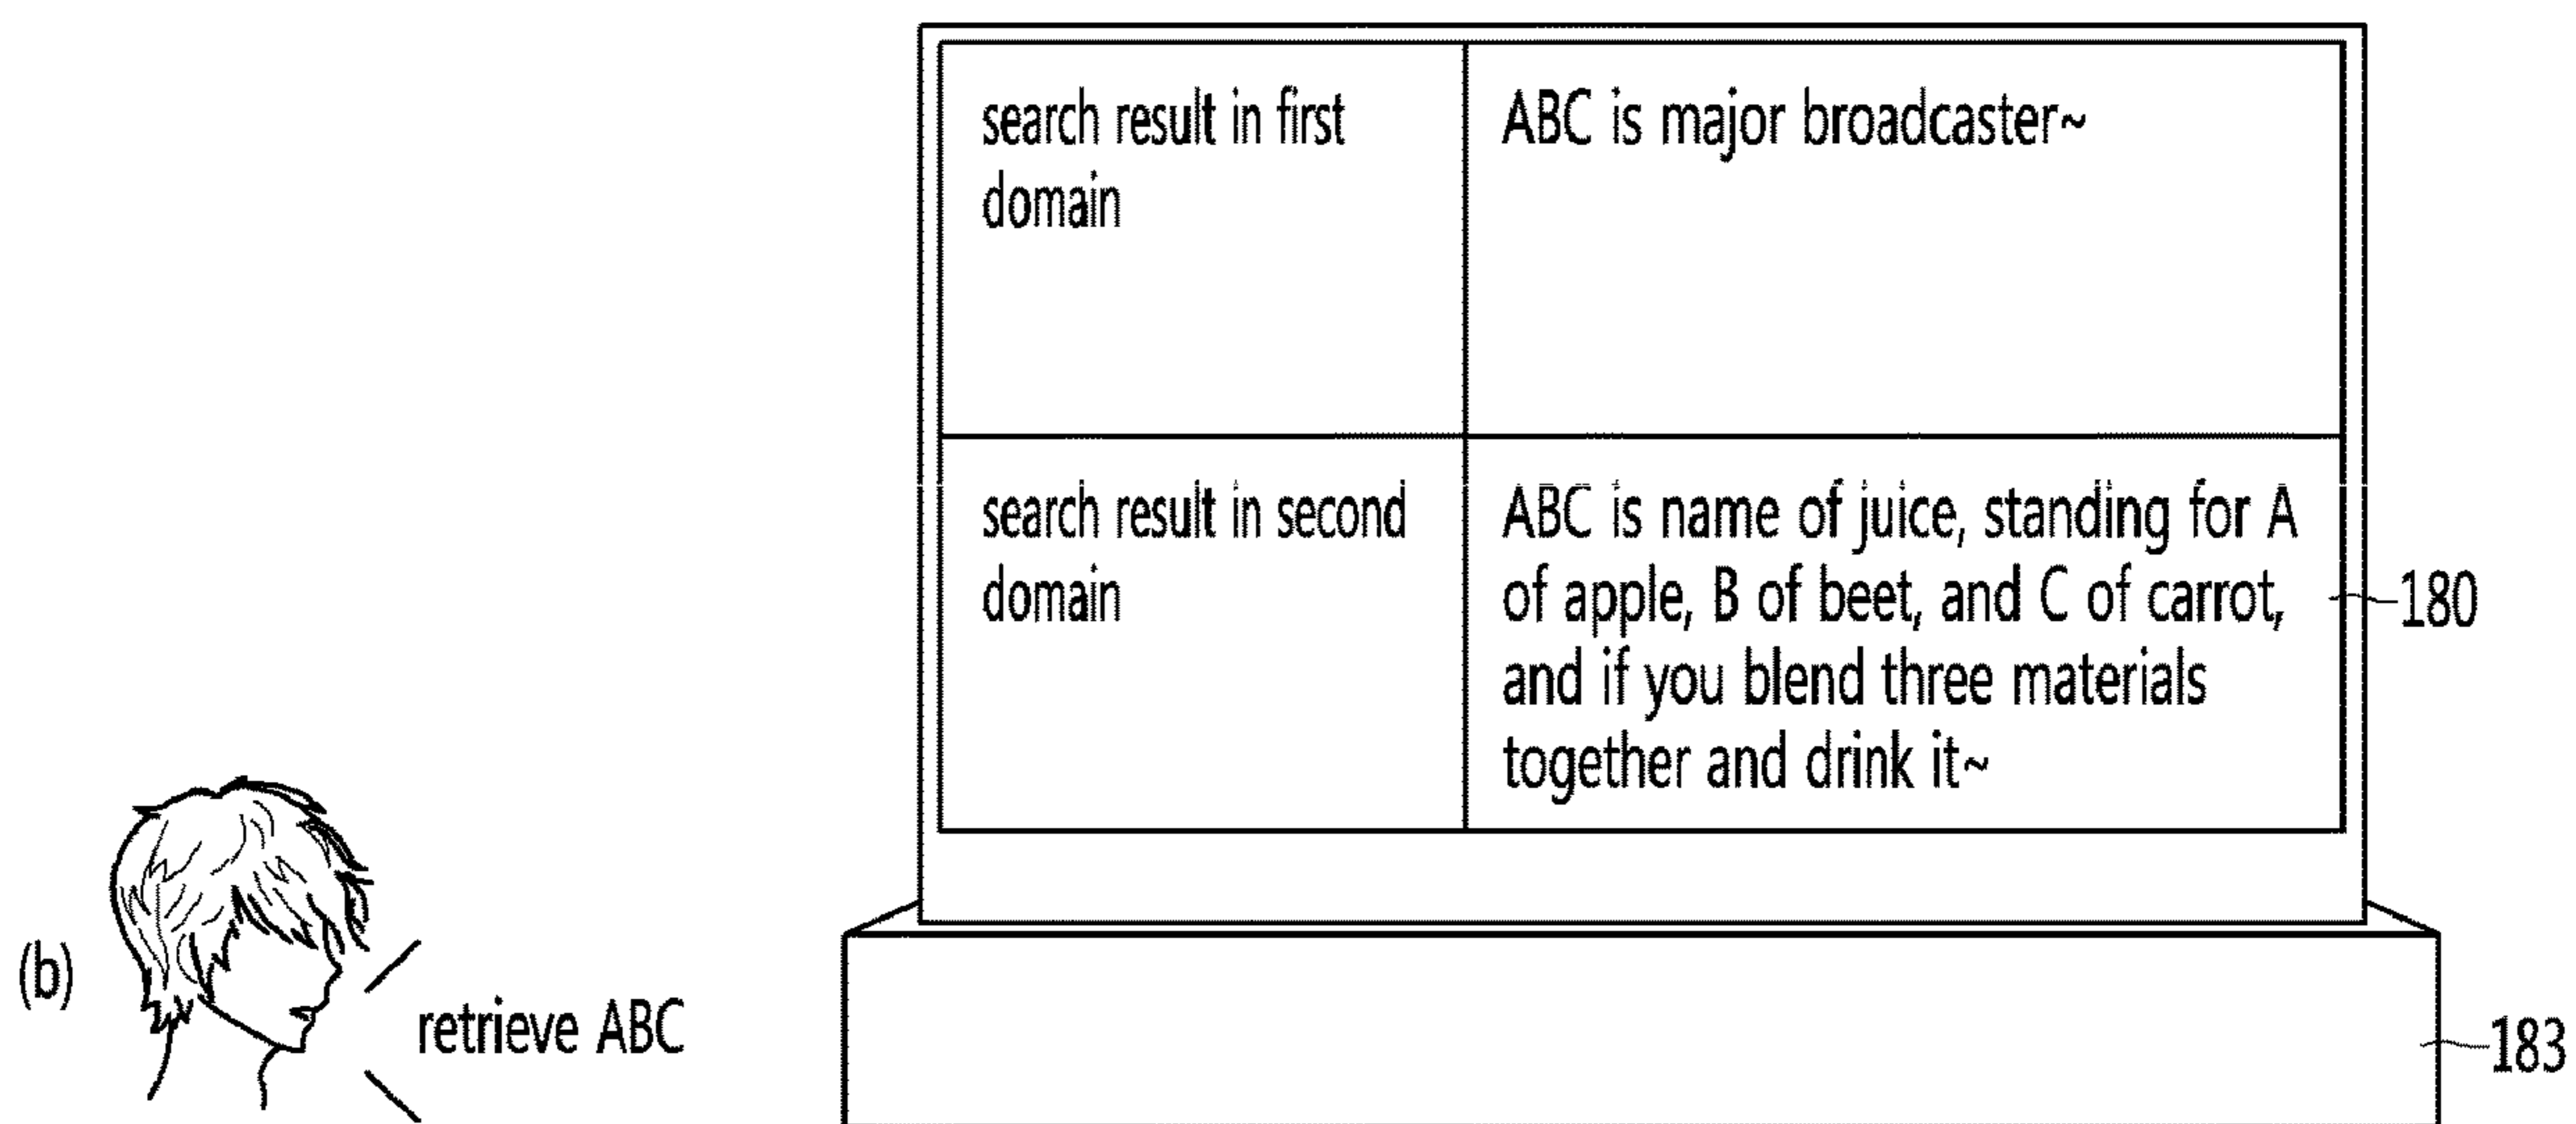 search result in first
domain
ABC is major broadcaster~
search result in second
domain
ABC is name of juice, standing for A
of apple, B of beet, and C of carrot,
and if you blend three materials
together and drink it~
180
(b)
retrieve ABC
183